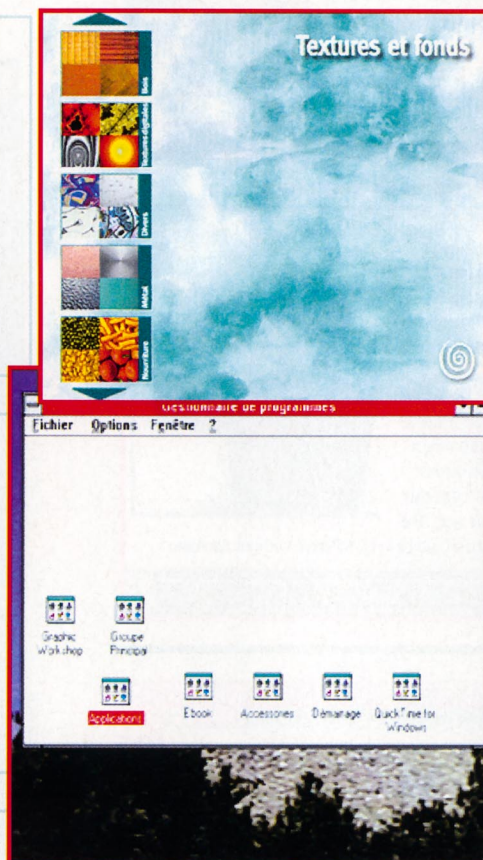 Textures et fonds
Bois
Textures digitales
Divers
Métal
Nourriture
Gestionnaire de programmes
Fichier Options Fenêtre ?
Graphic
Workshop
Groupe
Principal
Applications
Ebook
Accessoires
Démarrage
QuickTime for
Windows